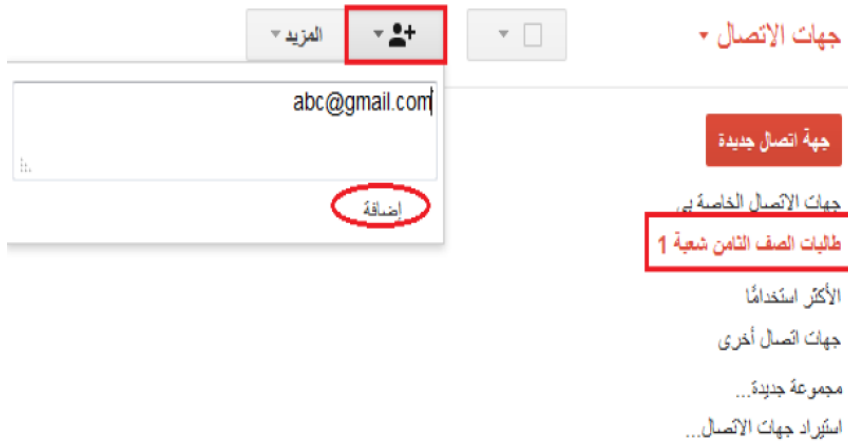 جهات الاتصال
المزيد
abc@gmail.com
إضافة
جهة اتصال جديدة
جهات الاتصال الخاصة بي
طالبات الصف الثامن شعبة 1
الأكثر استخدامًا
جهات اتصال أخرى
مجموعة جديدة...
استيراد جهات الاتصال...